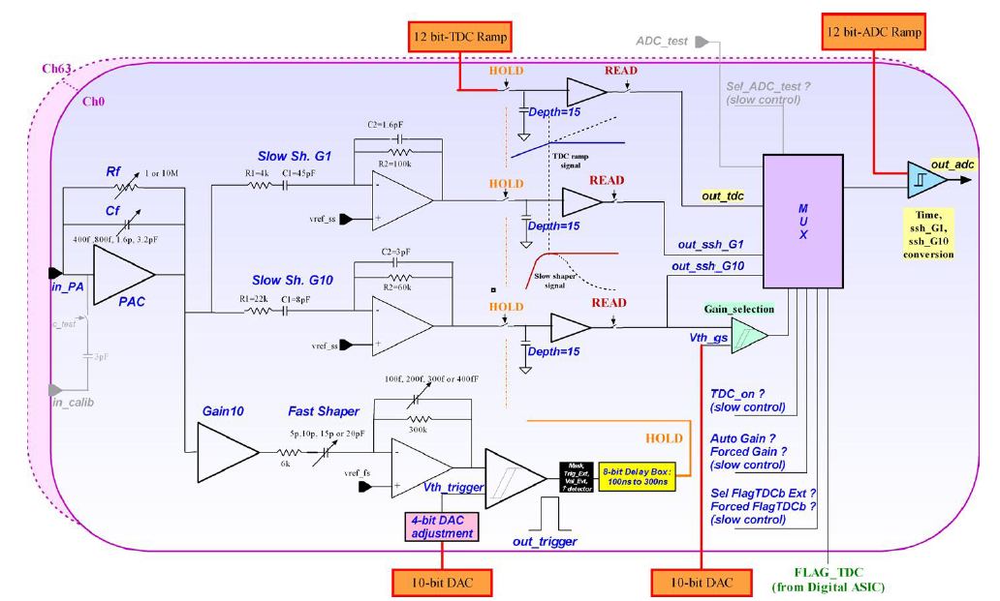 12 bit-TDC Ramp
12 bit-ADC Ramp
ADC_test
Ch63
Ch0
HOLD
READ
Sel_ADC_test ?
(slow control)
Depth=15
C2=1.6pF
R2=100k
Slow Sh. G1
R1=4k
C1=45pF
-
+
vref_ss
TDC ramp
signal
HOLD
READ
Depth=15
Rf
1 or 10M
Cf
400f ,800f, 1.6p, 3.2pF
in_PA
PAC
out_tdc
out_ssh_G1
out_ssh_G10
M
U
X
out_adc
Time,
ssh_G1,
ssh_G10
conversion
C2=3pF
R2=60k
Slow Sh. G10
R1=22k
C1=8pF
-
+
vref_ss
Slow shaper
signal
HOLD
READ
Depth=15
Gain_selection
Vth_gs
c_test
3pF
in_calib
100f, 200f, 300f or 400fF
300k
Gain10
Fast Shaper
5p,10p, 15p or 20pF
6k
-
+
vref_fs
Vth_trigger
4-bit DAC
adjustment
10-bit DAC
Mask,
Trig_Ext,
Val_Evt,
↑ detector
8-bit Delay Box:
100ns to 300ns
HOLD
out_trigger
TDC_on ?
(slow control)
Auto Gain ?
Forced Gain ?
(slow control)
Sel FlagTDCb Ext ?
Forced FlagTDCb ?
(slow control)
10-bit DAC
FLAG_TDC
(from Digital ASIC)